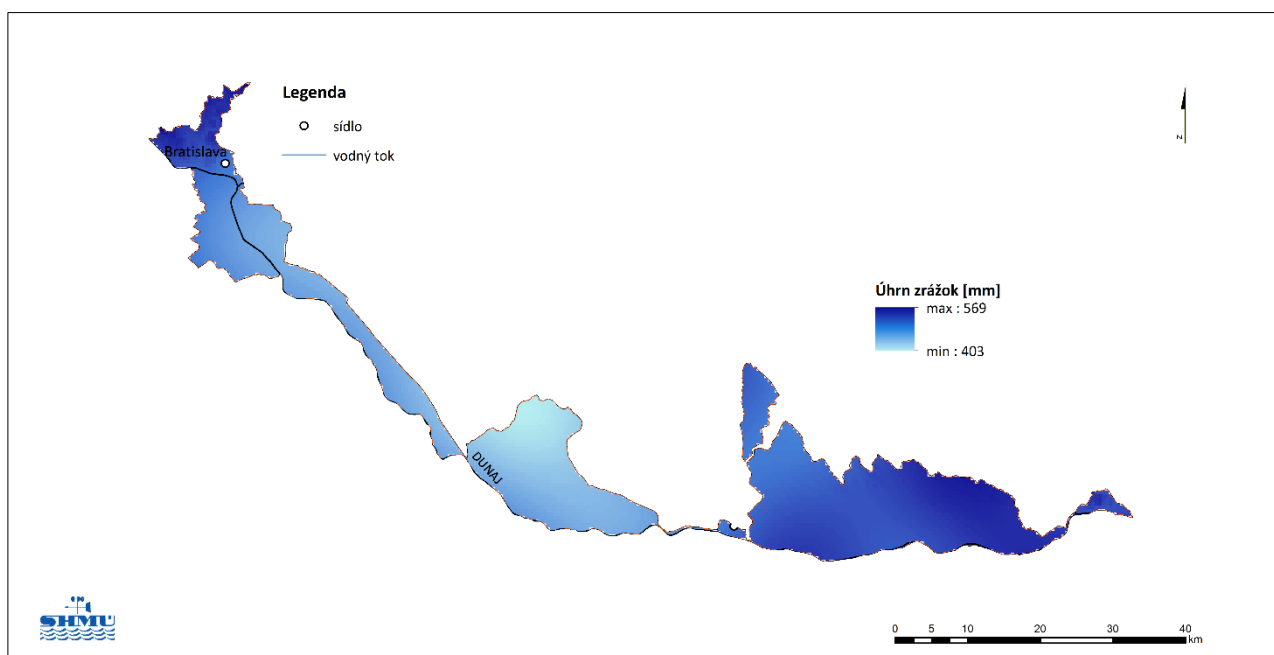 Legenda
sídlo
vodný tok
Bratislava
N
Úhrn zrážok [mm]
max : 569
min : 403
DUNAJ
SHMÚ
0 5 10 20 30 40
km